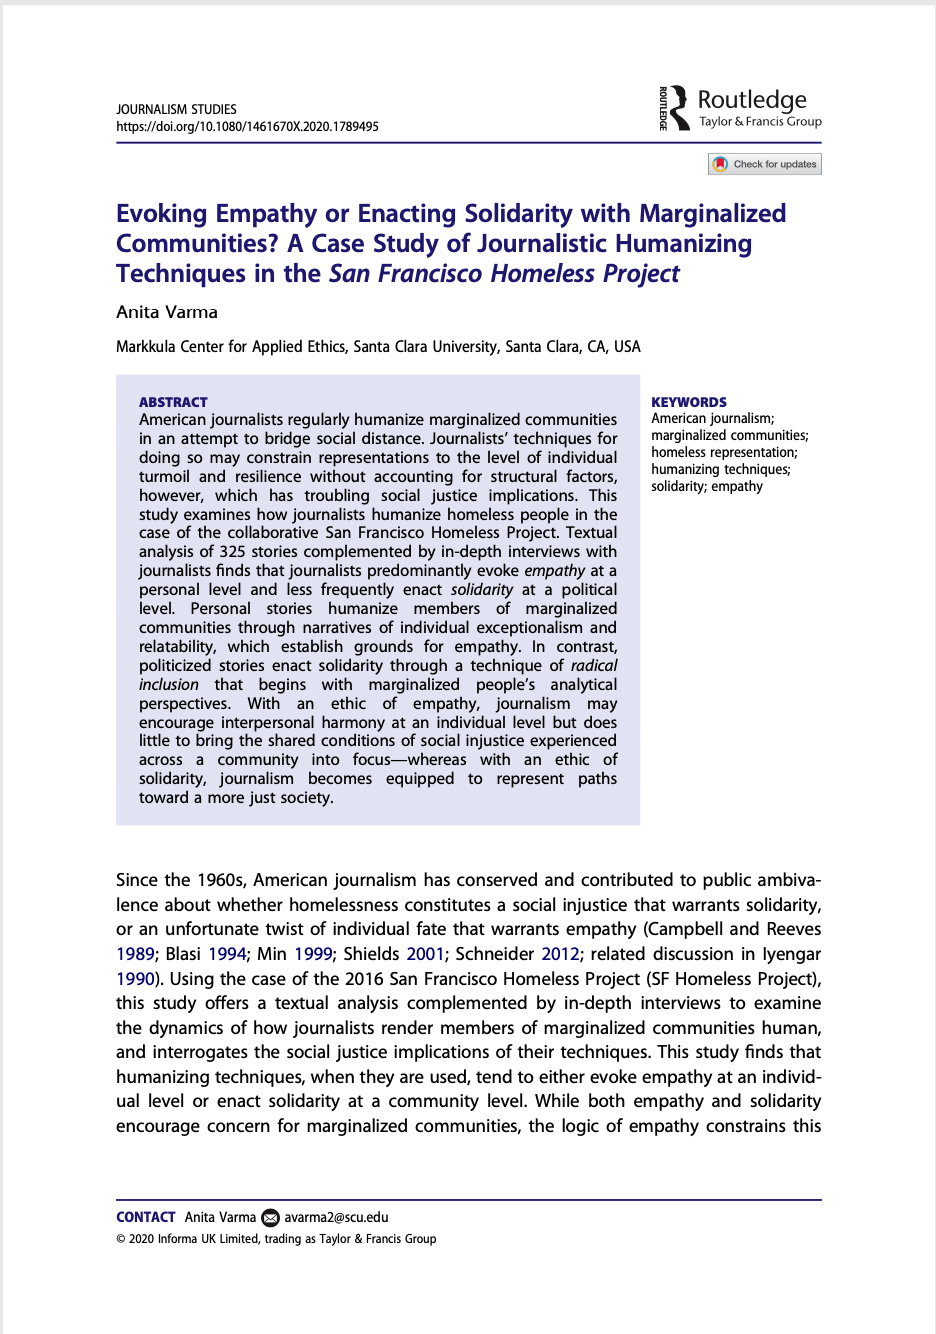 JOURNALISM STUDIES
https://doi.org/10.1080/1461670X.2020.1789495
ROUTLEDGE
Routledge
Taylor & Francis Group
Check for updates
Evoking Empathy or Enacting Solidarity with Marginalized
Communities? A Case Study of Journalistic Humanizing
Techniques in the San Francisco Homeless Project
Anita Varma
Markkula Center for Applied Ethics, Santa Clara University, Santa Clara, CA, USA
ABSTRACT
American journalists regularly humanize marginalized communities
in an attempt to bridge social distance. Journalists’ techniques for
doing so may constrain representations to the level of individual
turmoil and resilience without accounting for structural factors,
however, which has troubling social justice implications. This
study examines how journalists humanize homeless people in the
case of the collaborative San Francisco Homeless Project. Textual
analysis of 325 stories complemented by in-depth interviews with
journalists finds that journalists predominantly evoke empathy at a
personal level and less frequently enact solidarity at a political
level. Personal stories humanize members of marginalized
communities through narratives of individual exceptionalism and
relatability, which establish grounds for empathy. In contrast,
politicized stories enact solidarity through a technique of radical
inclusion that begins with marginalized people’s analytical
perspectives. With an ethic of empathy, journalism may
encourage interpersonal harmony at an individual level but does
little to bring the shared conditions of social injustice experienced
across a community into focus—whereas with an ethic of
solidarity, journalism becomes equipped to represent paths
toward a more just society.
KEYWORDS
American journalism;
marginalized communities;
homeless representation;
humanizing techniques;
solidarity; empathy
Since the 1960s, American journalism has conserved and contributed to public ambiva-
lence about whether homelessness constitutes a social injustice that warrants solidarity,
or an unfortunate twist of individual fate that warrants empathy (Campbell and Reeves
1989; Blasi 1994; Min 1999; Shields 2001; Schneider 2012; related discussion in Iyengar
1990). Using the case of the 2016 San Francisco Homeless Project (SF Homeless Project),
this study offers a textual analysis complemented by in-depth interviews to examine
the dynamics of how journalists render members of marginalized communities human,
and interrogates the social justice implications of their techniques. This study finds that
humanizing techniques, when they are used, tend to either evoke empathy at an individ-
ual level or enact solidarity at a community level. While both empathy and solidarity
encourage concern for marginalized communities, the logic of empathy constrains this
CONTACT Anita Varma avarma2@scu.edu
© 2020 Informa UK Limited, trading as Taylor & Francis Group